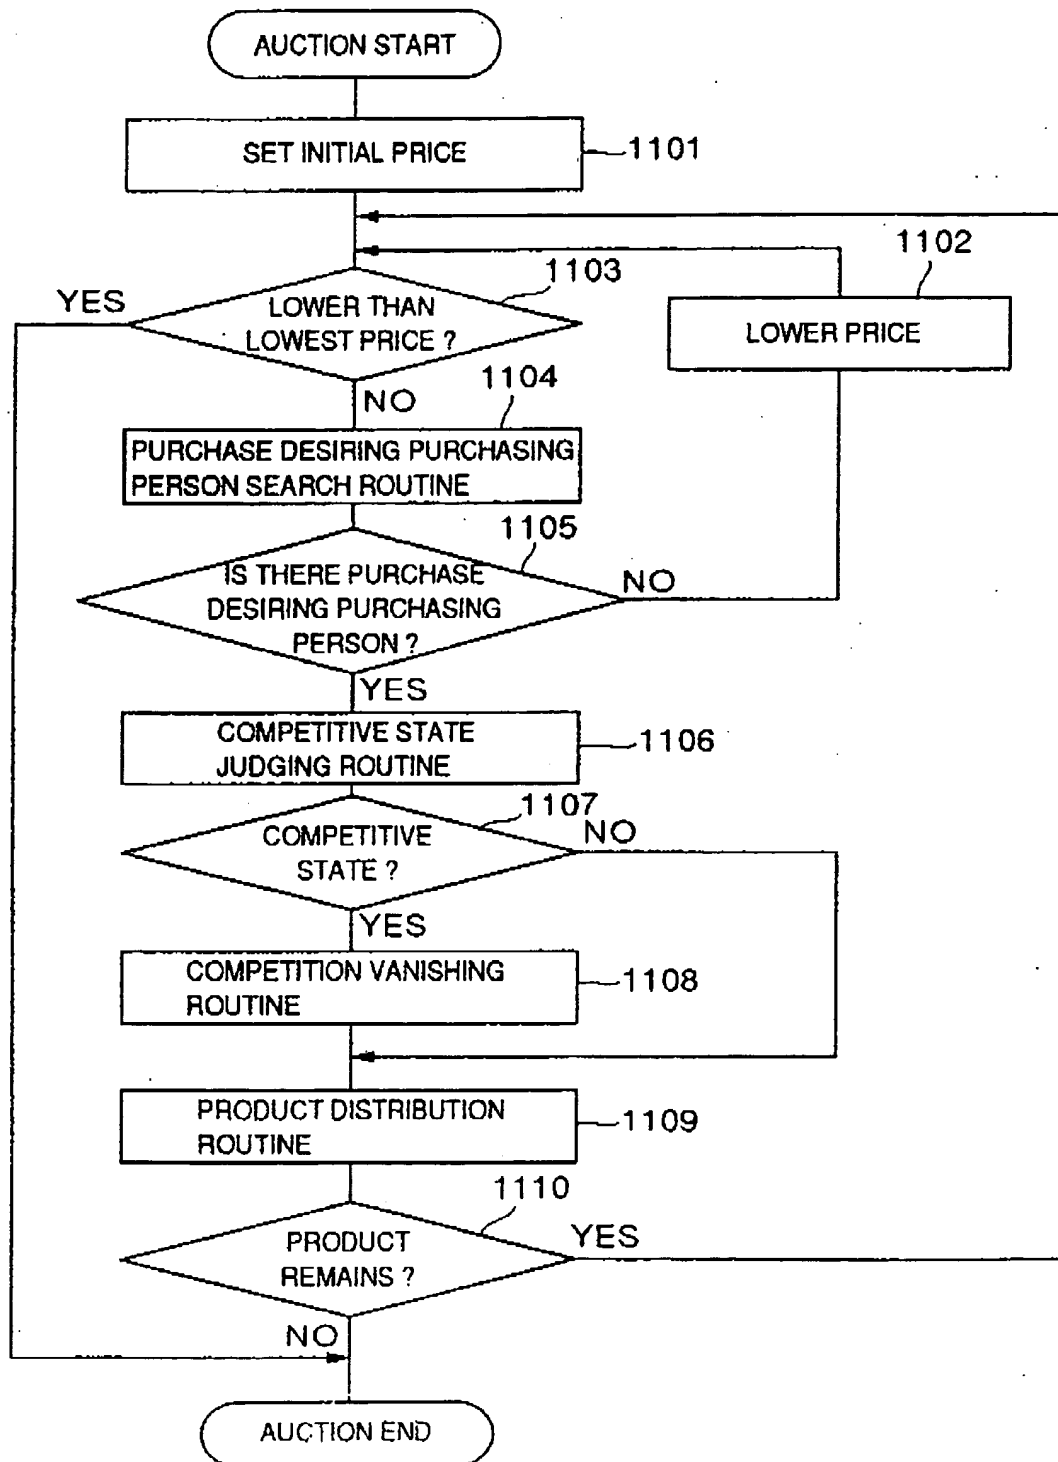 AUCTION START
SET INITIAL PRICE
1101
1102
1103
YES
LOWER THAN
LOWEST PRICE ?
LOWER PRICE
NO
1104
PURCHASE DESIRING PURCHASING
PERSON SEARCH ROUTINE
1105
IS THERE PURCHASE
DESIRING PURCHASING
PERSON ?
NO
YES
COMPETITIVE STATE
JUDGING ROUTINE
1106
1107
COMPETITIVE
STATE ?
NO
YES
COMPETITION VANISHING
ROUTINE
1108
PRODUCT DISTRIBUTION
ROUTINE
1109
1110
PRODUCT
REMAINS ?
YES
NO
AUCTION END